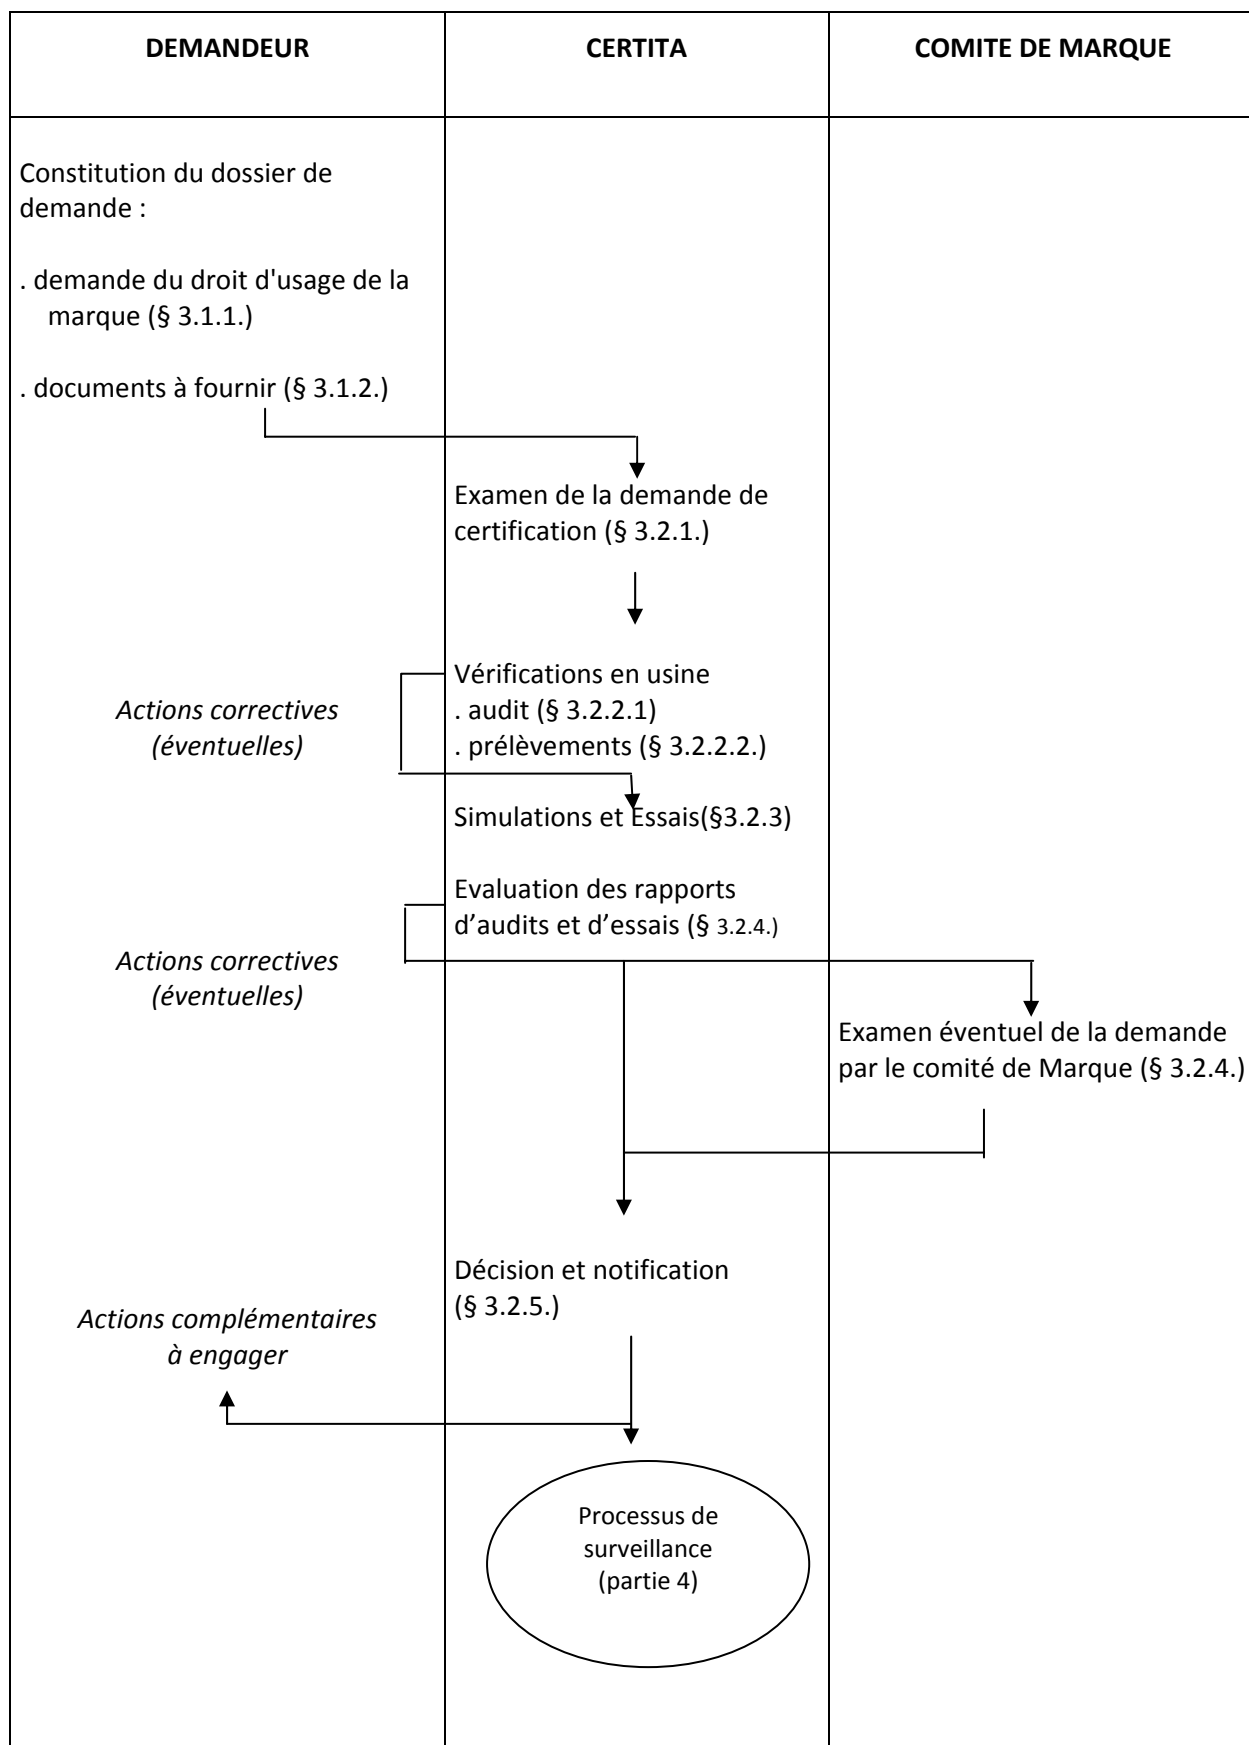 DEMANDEUR
CERTITA
COMITE DE MARQUE
Constitution du dossier de
demande :
. demande du droit d'usage de la
marque (§ 3.1.1.)
. documents à fournir (§ 3.1.2.)
Examen de la demande de
certification (§ 3.2.1.)
Vérifications en usine
. audit (§ 3.2.2.1)
. prélèvements (§ 3.2.2.2.)
Actions correctives
(éventuelles)
Simulations et Essais(§3.2.3)
Evaluation des rapports
d’audits et d’essais (§ 3.2.4.)
Actions correctives
(éventuelles)
Examen éventuel de la demande
par le comité de Marque (§ 3.2.4.)
Décision et notification
(§ 3.2.5.)
Actions complémentaires
à engager
Processus de
surveillance
(partie 4)